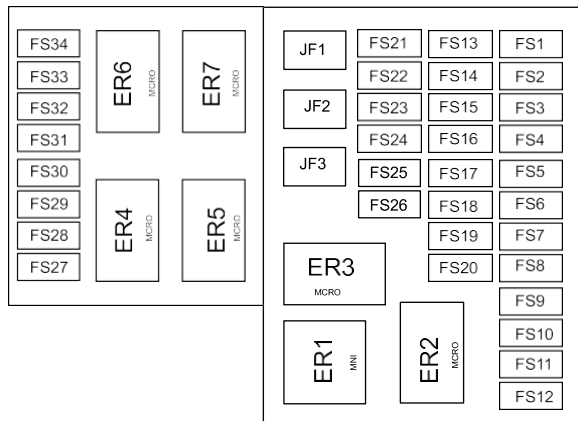 FS34
FS33
FS32
FS31
FS30
FS29
FS28
FS27
ER6
MCRO
ER7
MCRO
ER4
MCRO
ER5
MCRO
JF1
JF2
JF3
FS21
FS22
FS23
FS24
FS25
FS26
FS13
FS14
FS15
FS16
FS17
FS18
FS19
FS20
FS1
FS2
FS3
FS4
FS5
FS6
FS7
FS8
FS9
FS10
FS11
FS12
ER3
MCRO
ER1
MNI
ER2
MCRO